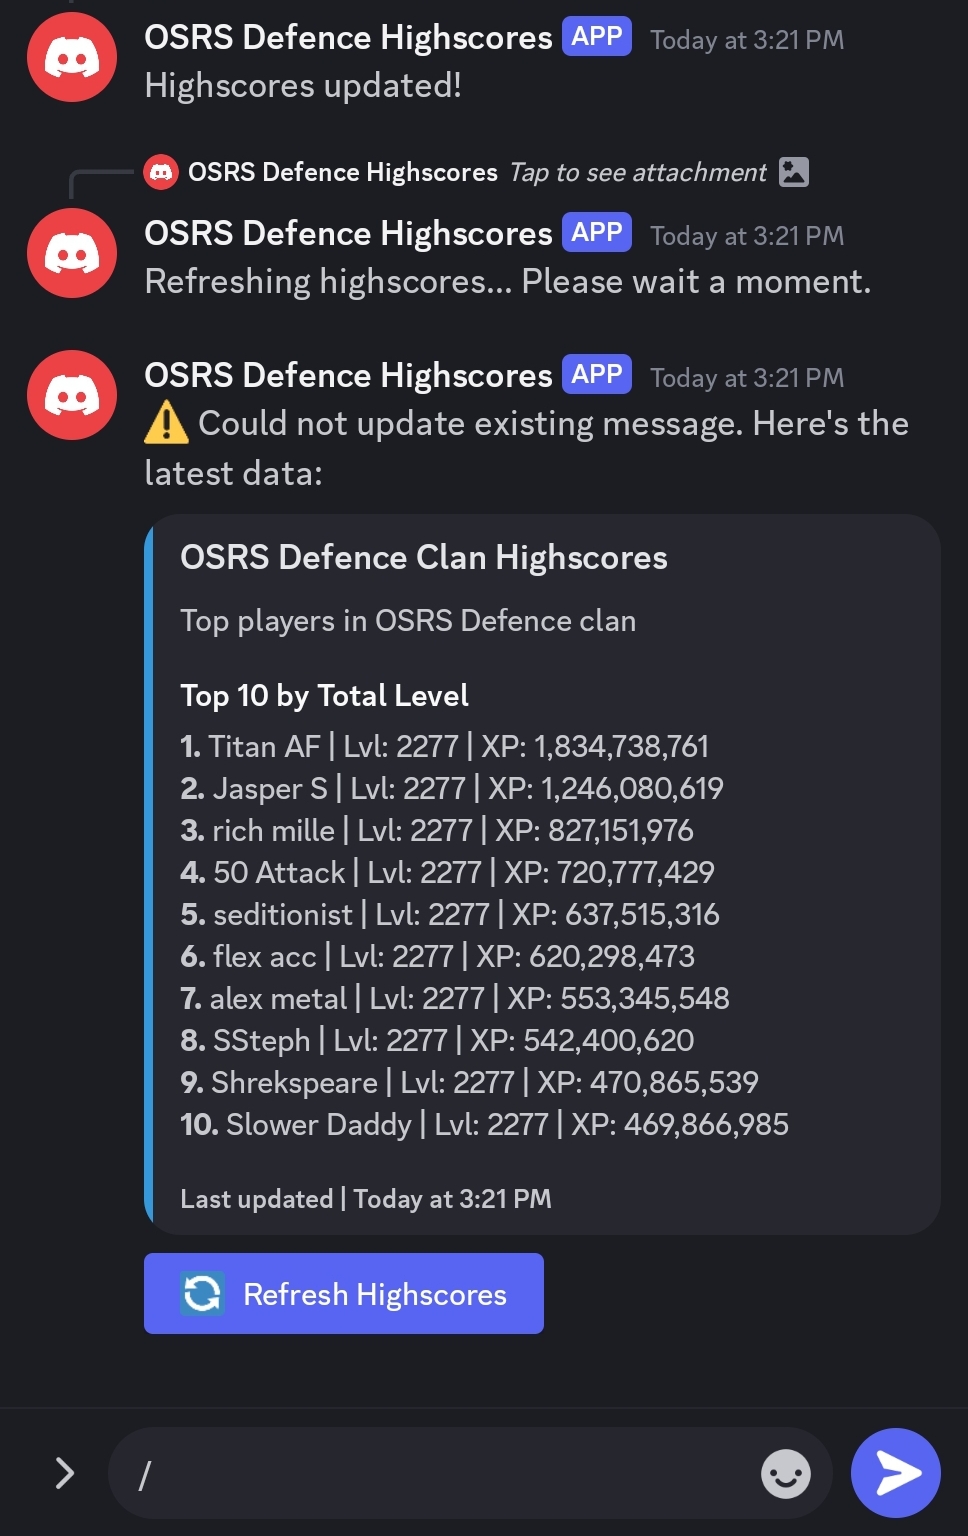 OSRS Defence Highscores APP Today at 3:21 PM
Highscores updated!
OSRS Defence Highscores Tap to see attachment
OSRS Defence Highscores APP Today at 3:21 PM
Refreshing highscores... Please wait a moment.
OSRS Defence Highscores APP Today at 3:21 PM
⚠️ Could not update existing message. Here's the
latest data:
OSRS Defence Clan Highscores
Top players in OSRS Defence clan
Top 10 by Total Level
1. Titan AF | Lvl: 2277 | XP: 1,834,738,761
2. Jasper S | Lvl: 2277 | XP: 1,246,080,619
3. rich mille | Lvl: 2277 | XP: 827,151,976
4. 50 Attack | Lvl: 2277 | XP: 720,777,429
5. seditionist | Lvl: 2277 | XP: 637,515,316
6. flex acc | Lvl: 2277 | XP: 620,298,473
7. alex metal | Lvl: 2277 | XP: 553,345,548
8. SSteph | Lvl: 2277 | XP: 542,400,620
9. Shrekspeare | Lvl: 2277 | XP: 470,865,539
10. Slower Daddy | Lvl: 2277 | XP: 469,866,985
Last updated | Today at 3:21 PM
Refresh Highscores
/